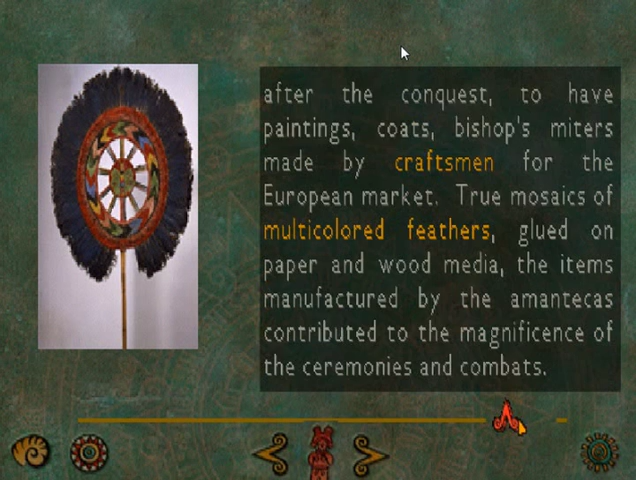 after the conquest, to have
paintings, coats, bishop's miters
made by craftsmen for the
European market. True mosaics of
multicolored feathers, glued on
paper and wood media, the items
manufactured by the amantecas
contributed to the magnificence of
the ceremonies and combats.